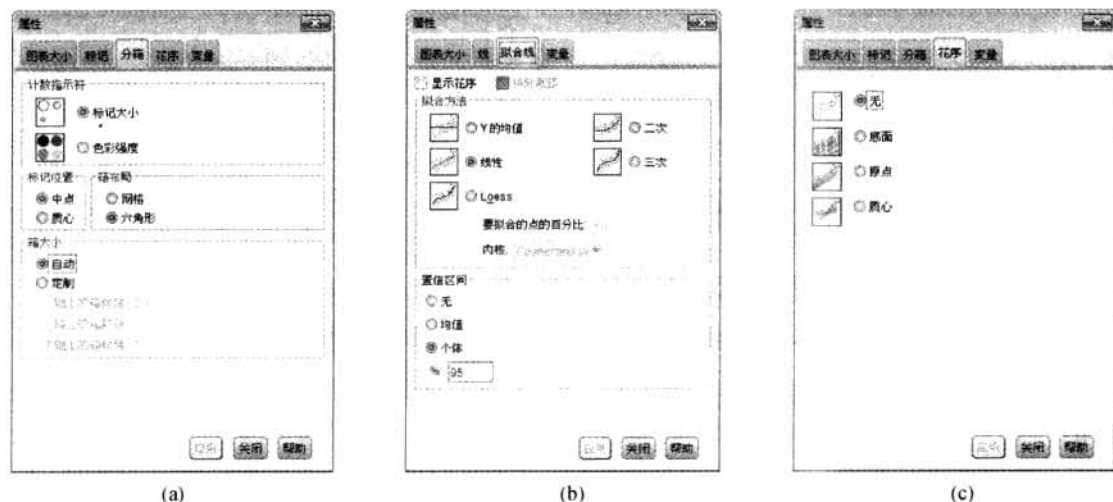 属性
图表大小 标记 分箱 花序 变量
计数指示符
标记大小
色彩强度
标记位置 箱布局
中点 网格
质心 六角形
箱大小
自动
定制
应用 关闭 帮助
(a)
属性
图表大小 线 拟合线 变量
显示花序
拟合方法
Y的均值 二次
线性 三次
Loess
要拟合的点的百分比:
内核:
置信区间
无
均值
个体
% 95
应用 关闭 帮助
(b)
属性
图表大小 标记 分箱 花序 变量
无
底面
原点
质心
应用 关闭 帮助
(c)